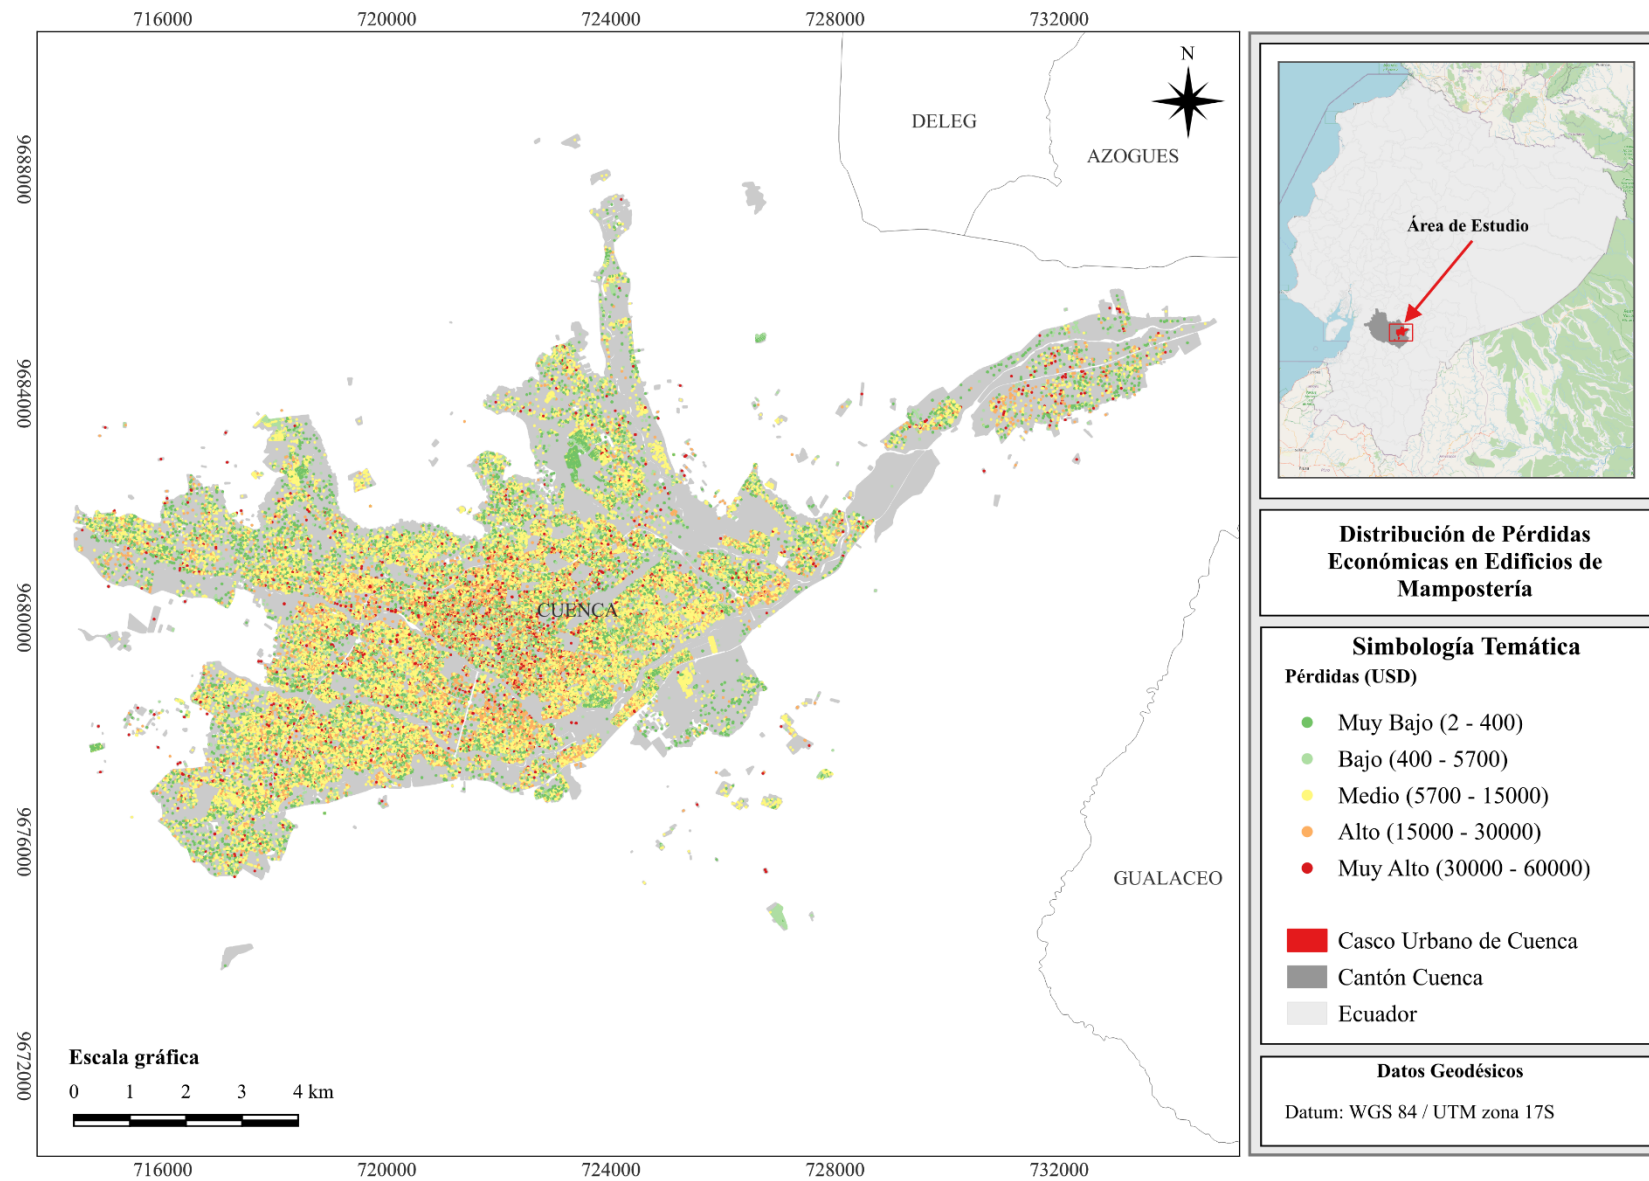 716000
720000
724000
728000
732000
9688000
9684000
9680000
9676000
9672000
N
DELEG
AZOGUES
CUENCA
GUALACEO
Escala gráfica
0 1 2 3 4 km
716000
720000
724000
728000
732000
Área de Estudio
Distribución de Pérdidas
Económicas en Edificios de
Mampostería
Simbología Temática
Pérdidas (USD)
Muy Bajo (2 - 400)
Bajo (400 - 5700)
Medio (5700 - 15000)
Alto (15000 - 30000)
Muy Alto (30000 - 60000)
Casco Urbano de Cuenca
Cantón Cuenca
Ecuador
Datos Geodésicos
Datum: WGS 84 / UTM zona 17S